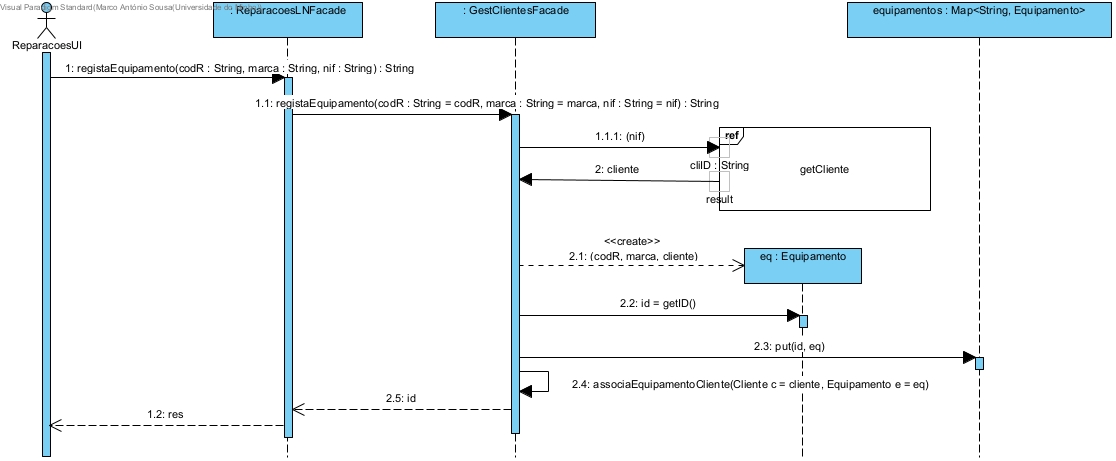 Visual Paradigm Standard(Marco António Sousa(Universidade do Minho))
: ReparacoesLNFacade
: GestClientesFacade
equipamentos : Map<String, Equipamento>
ReparacoesUI
1: registaEquipamento(codR : String, marca : String, nif : String) : String
1.1: registaEquipamento(codR : String = codR, marca : String = marca, nif : String = nif) : String
1.1.1: (nif)
ref
cliID : String
2: cliente
getCliente
result
<<create>>
2.1: (codR, marca, cliente)
eq : Equipamento
2.2: id = getID()
2.3: put(id, eq)
2.4: associaEquipamentoCliente(Cliente c = cliente, Equipamento e = eq)
2.5: id
1.2: res